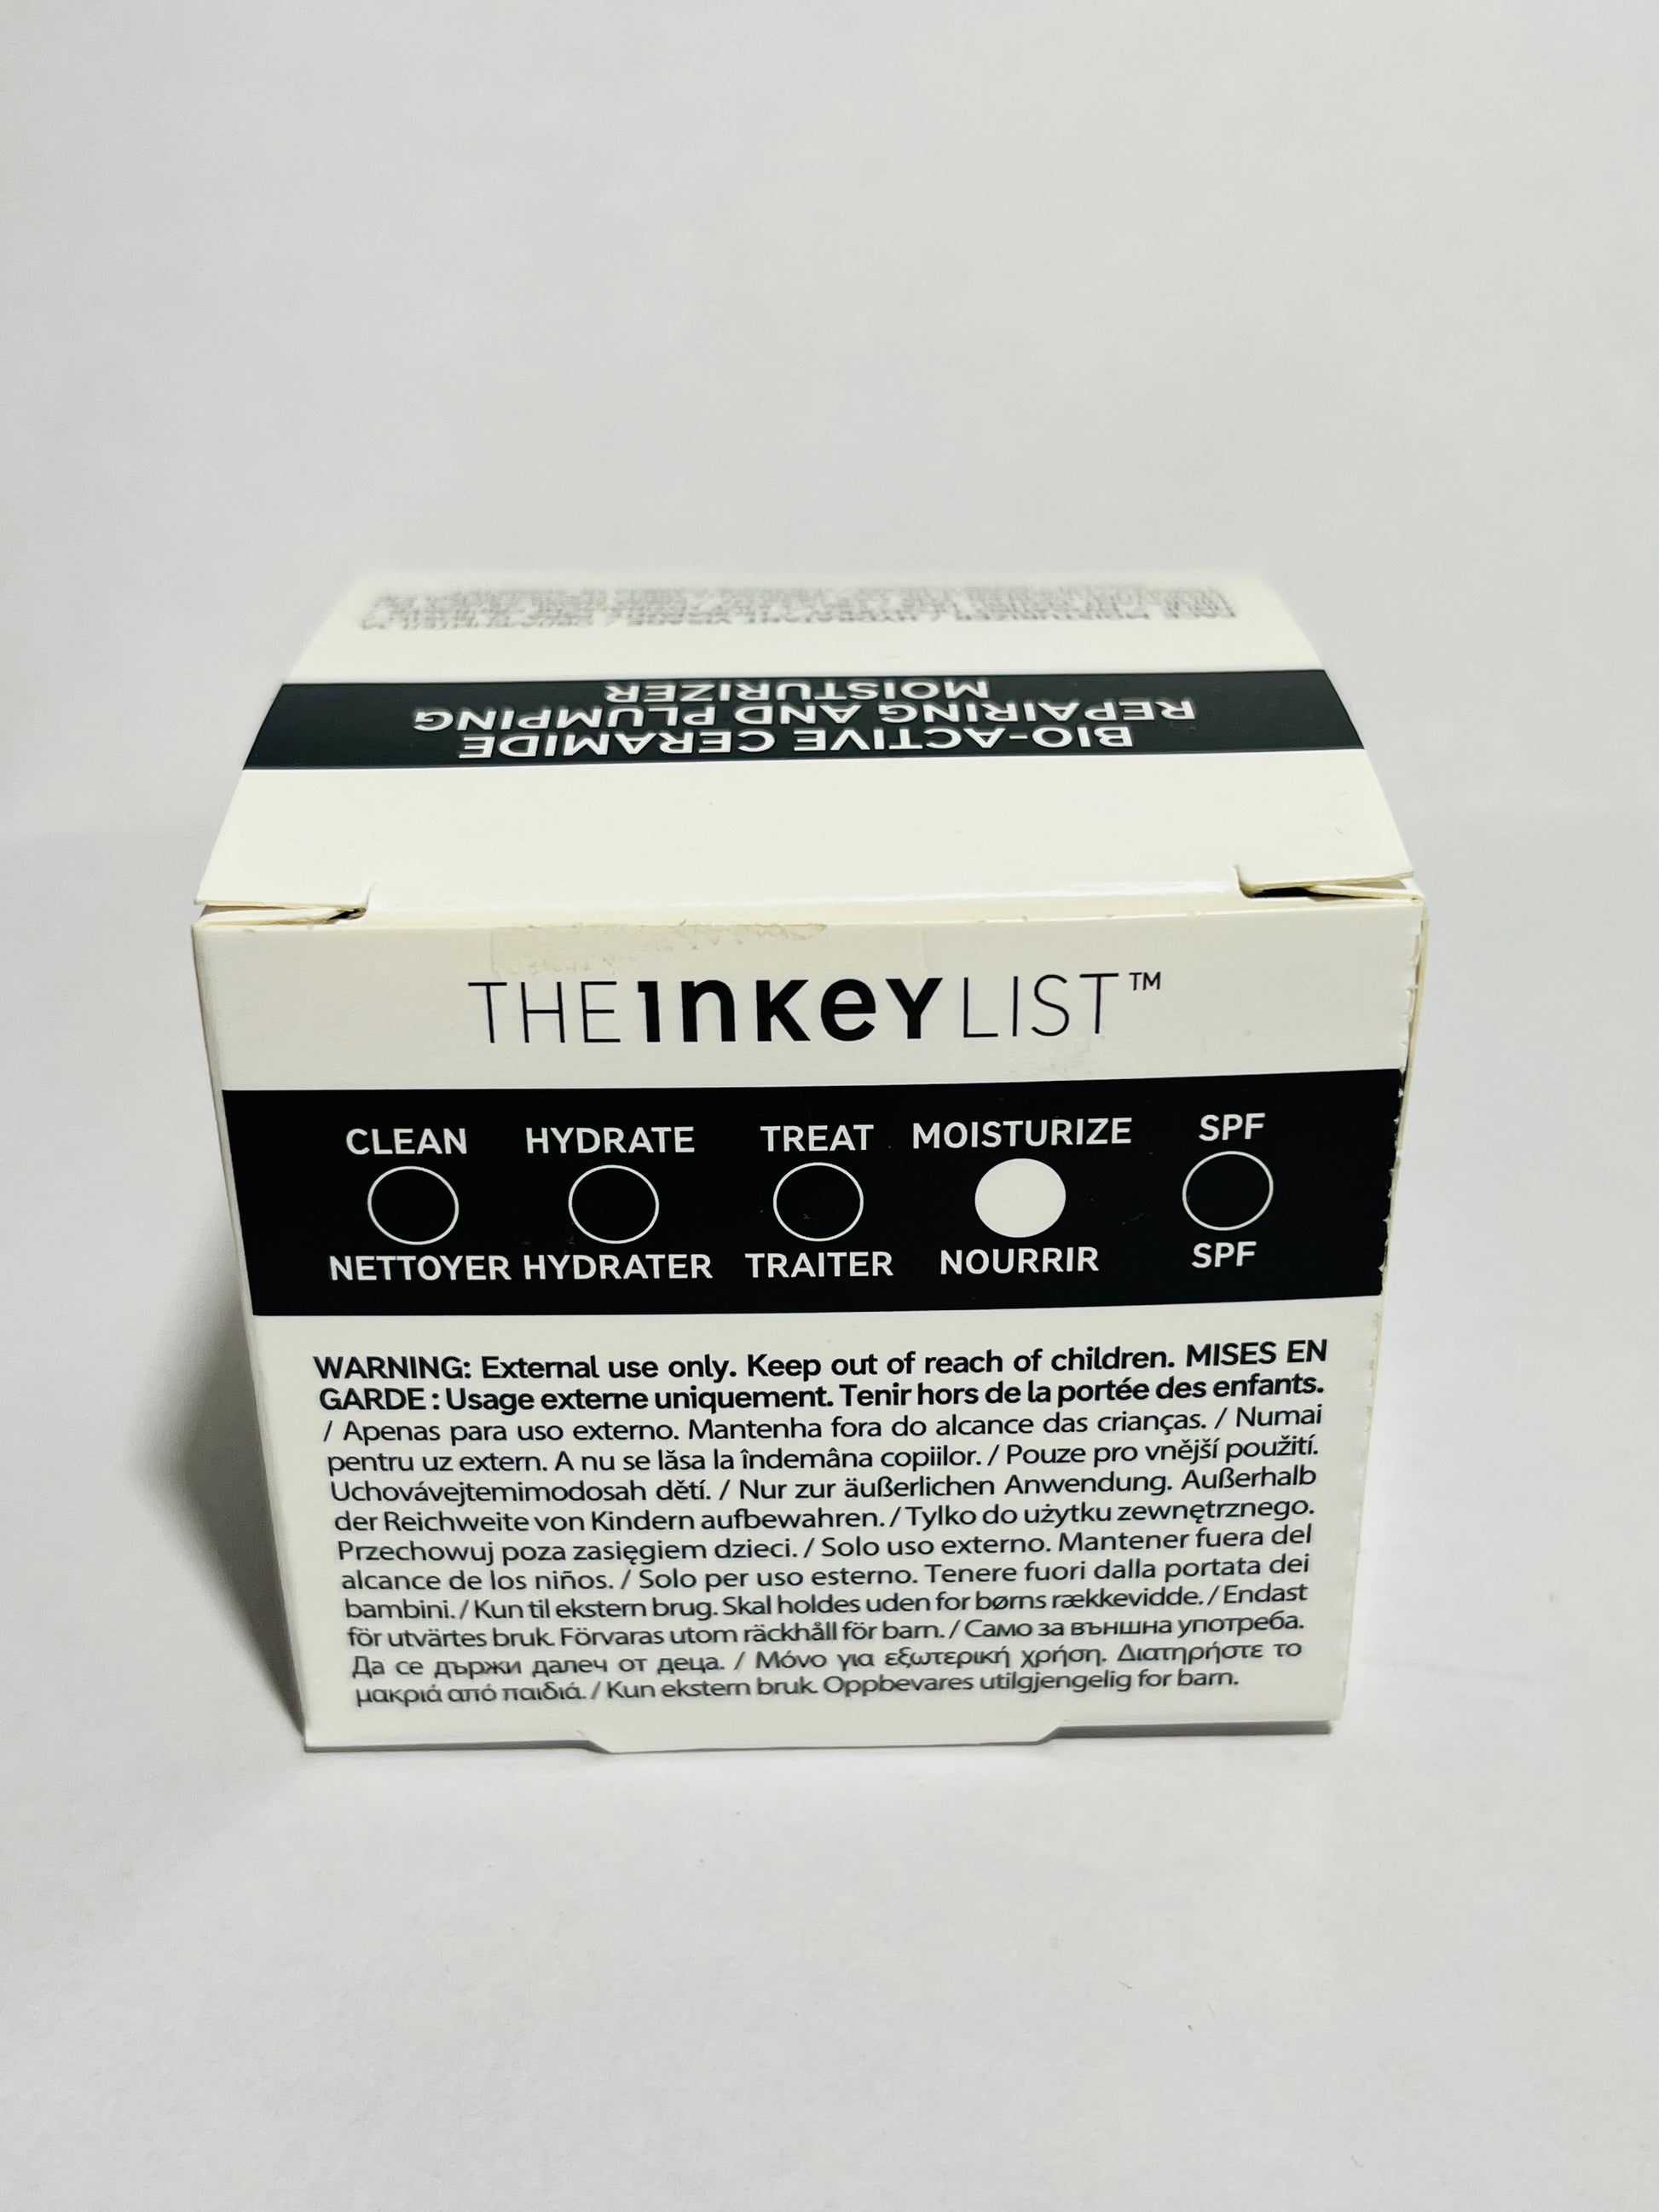 BIO-ACTIVE CERAMIDE
REPAIRING AND PLUMPING
MOISTURIZER
THE INKEY LIST™
CLEAN HYDRATE TREAT MOISTURIZE SPF
NETTOYER HYDRATER TRAITER NOURRIR SPF
WARNING: External use only. Keep out of reach of children. MISES EN
GARDE : Usage externe uniquement. Tenir hors de la portée des enfants.
/ Apenas para uso externo. Mantenha fora do alcance das crianças. / Numai
pentru uz extern. A nu se lăsa la îndemâna copiilor. / Pouze pro vnější použití.
Uchovávejtemimodosah dětí. / Nur zur äußerlichen Anwendung. Außerhalb
der Reichweite von Kindern aufbewahren. / Tylko do użytku zewnętrznego.
Przechowuj poza zasięgiem dzieci. / Solo uso externo. Mantener fuera del
alcance de los niños. / Solo per uso esterno. Tenere fuori dalla portata dei
bambini. / Kun til ekstern brug. Skal holdes uden for børns rækkevidde. / Endast
för utvärtes bruk. Förvaras utom räckhåll för barn. / Само за външна употреба.
Да се държи далеч от деца. / Μόνο για εξωτερική χρήση. Διατηρήστε το
μακριά από παιδιά. / Kun ekstern bruk. Oppbevares utilgjengelig for barn.